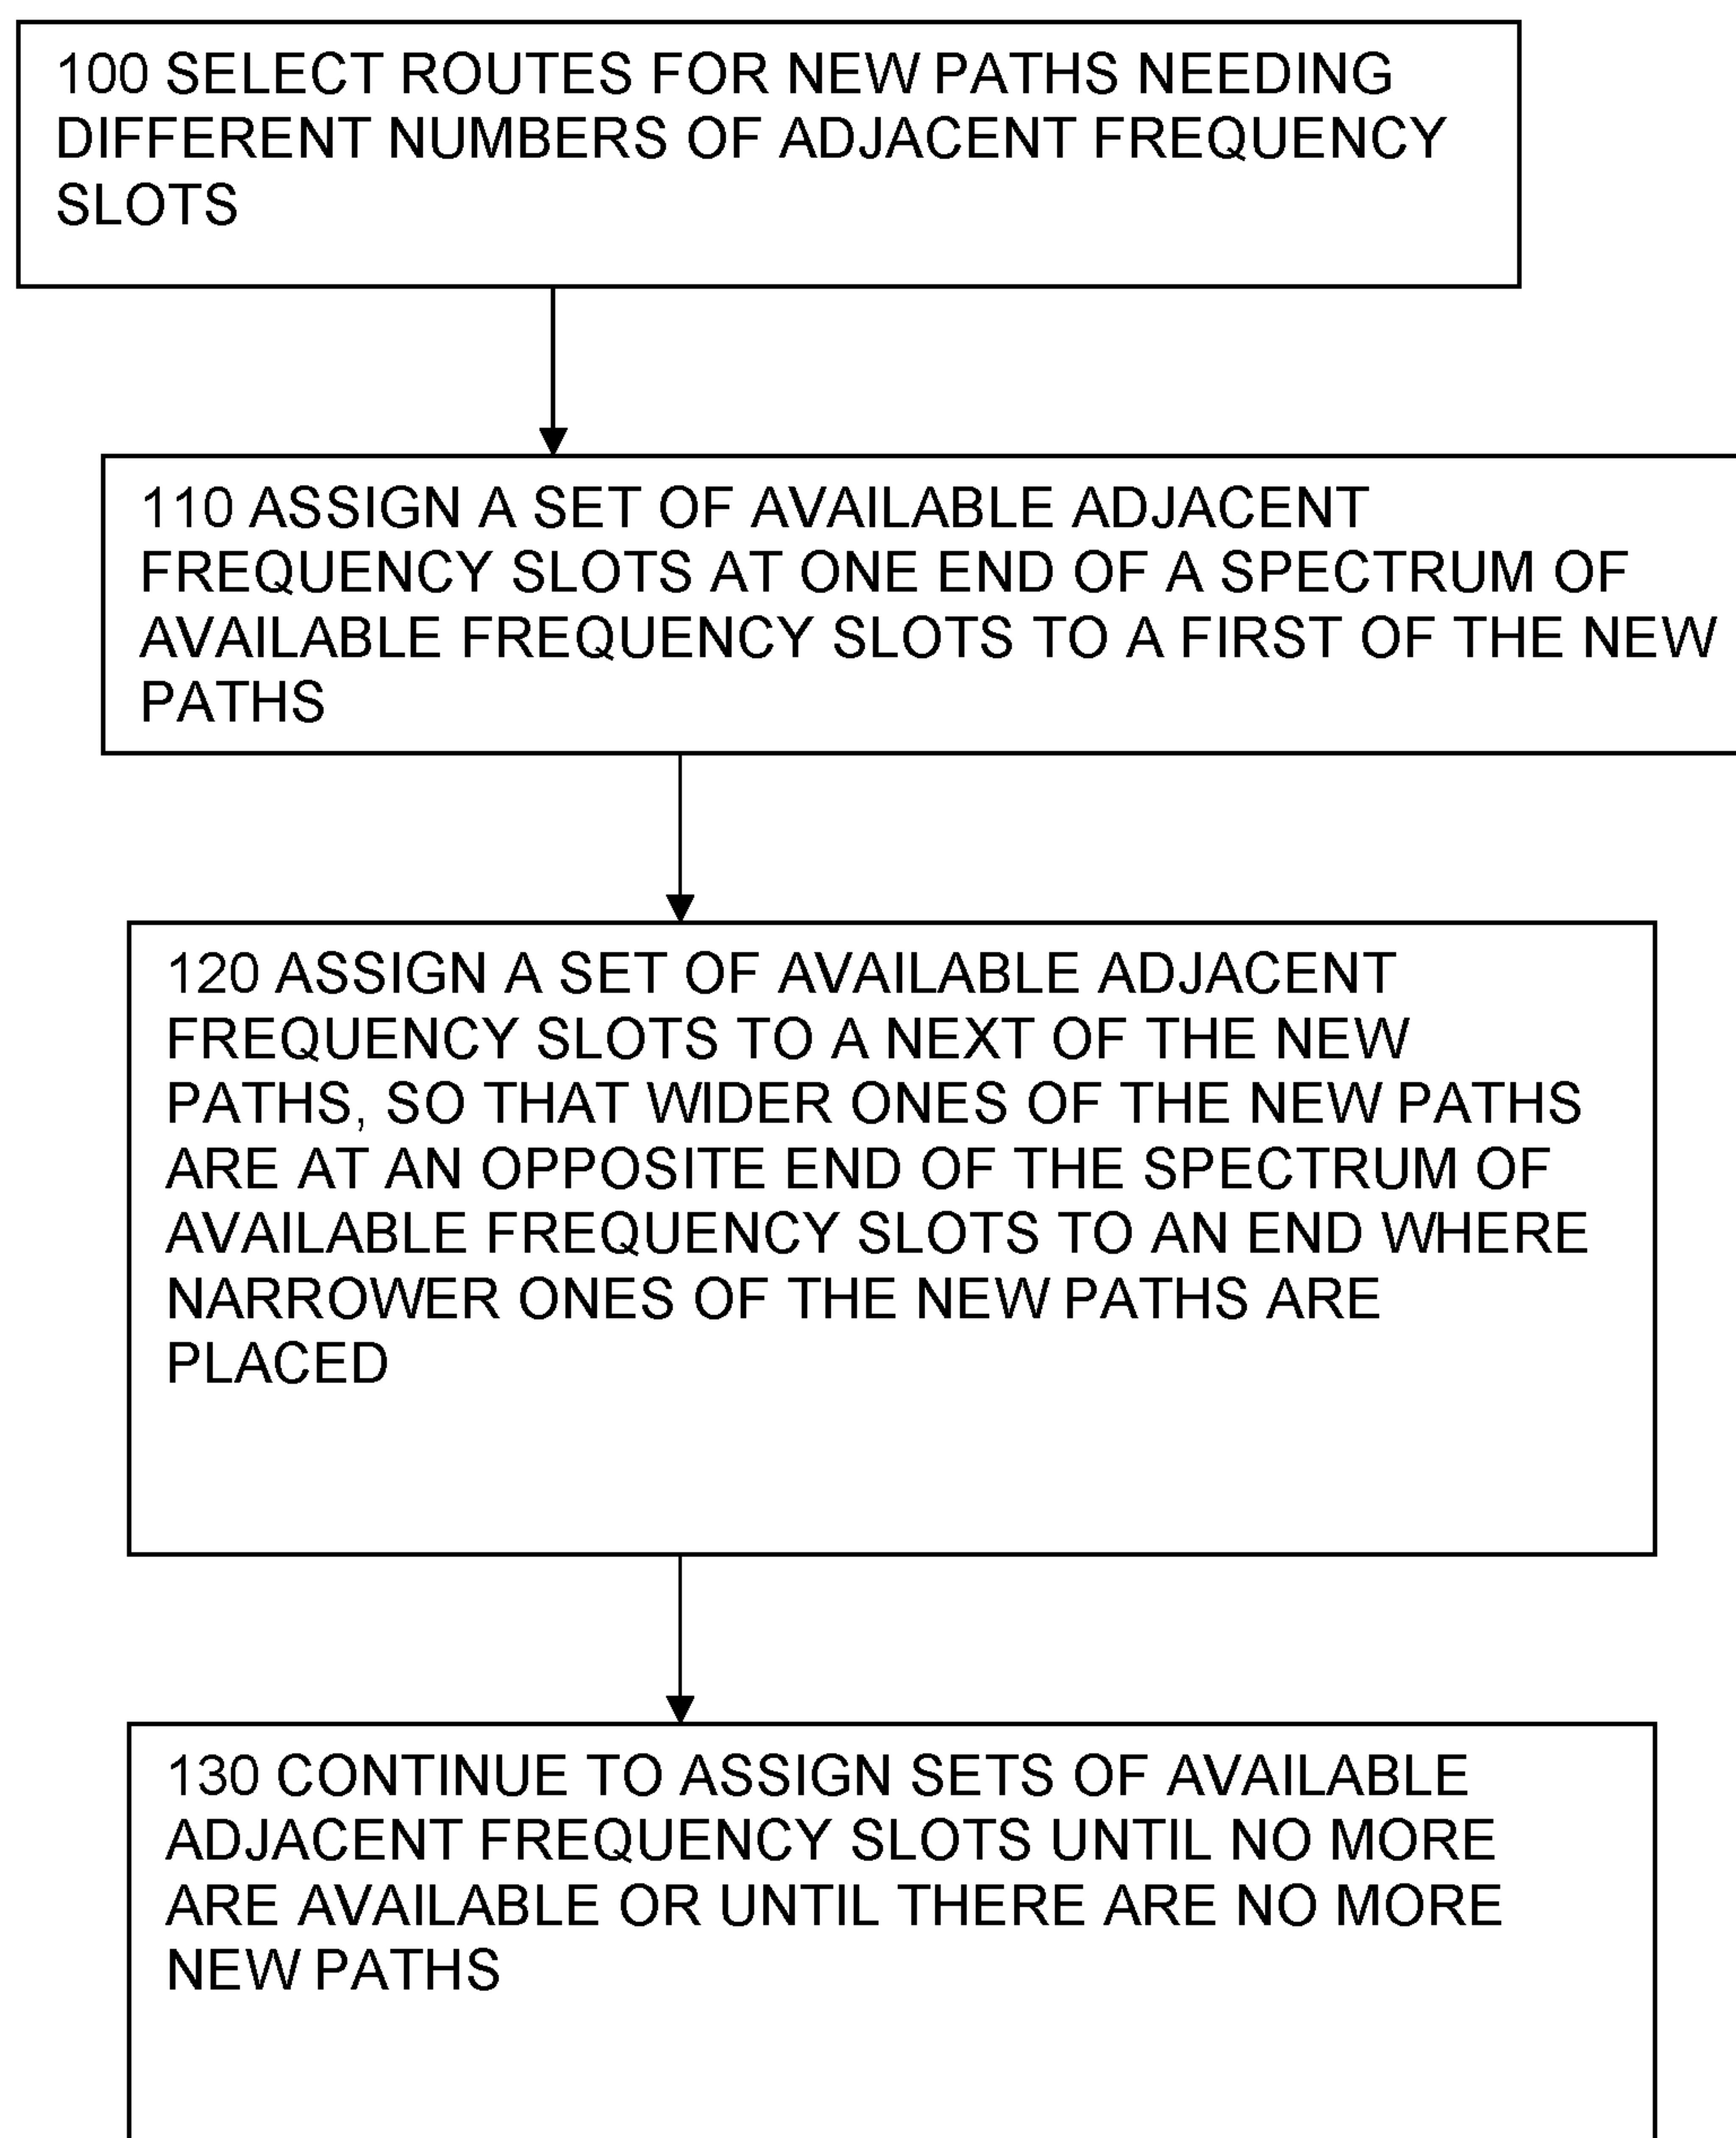 100 SELECT ROUTES FOR NEW PATHS NEEDING
DIFFERENT NUMBERS OF ADJACENT FREQUENCY
SLOTS
110 ASSIGN A SET OF AVAILABLE ADJACENT
FREQUENCY SLOTS AT ONE END OF A SPECTRUM OF
AVAILABLE FREQUENCY SLOTS TO A FIRST OF THE NEW
PATHS
120 ASSIGN A SET OF AVAILABLE ADJACENT
FREQUENCY SLOTS TO A NEXT OF THE NEW
PATHS, SO THAT WIDER ONES OF THE NEW PATHS
ARE AT AN OPPOSITE END OF THE SPECTRUM OF
AVAILABLE FREQUENCY SLOTS TO AN END WHERE
NARROWER ONES OF THE NEW PATHS ARE
PLACED
130 CONTINUE TO ASSIGN SETS OF AVAILABLE
ADJACENT FREQUENCY SLOTS UNTIL NO MORE
ARE AVAILABLE OR UNTIL THERE ARE NO MORE
NEW PATHS